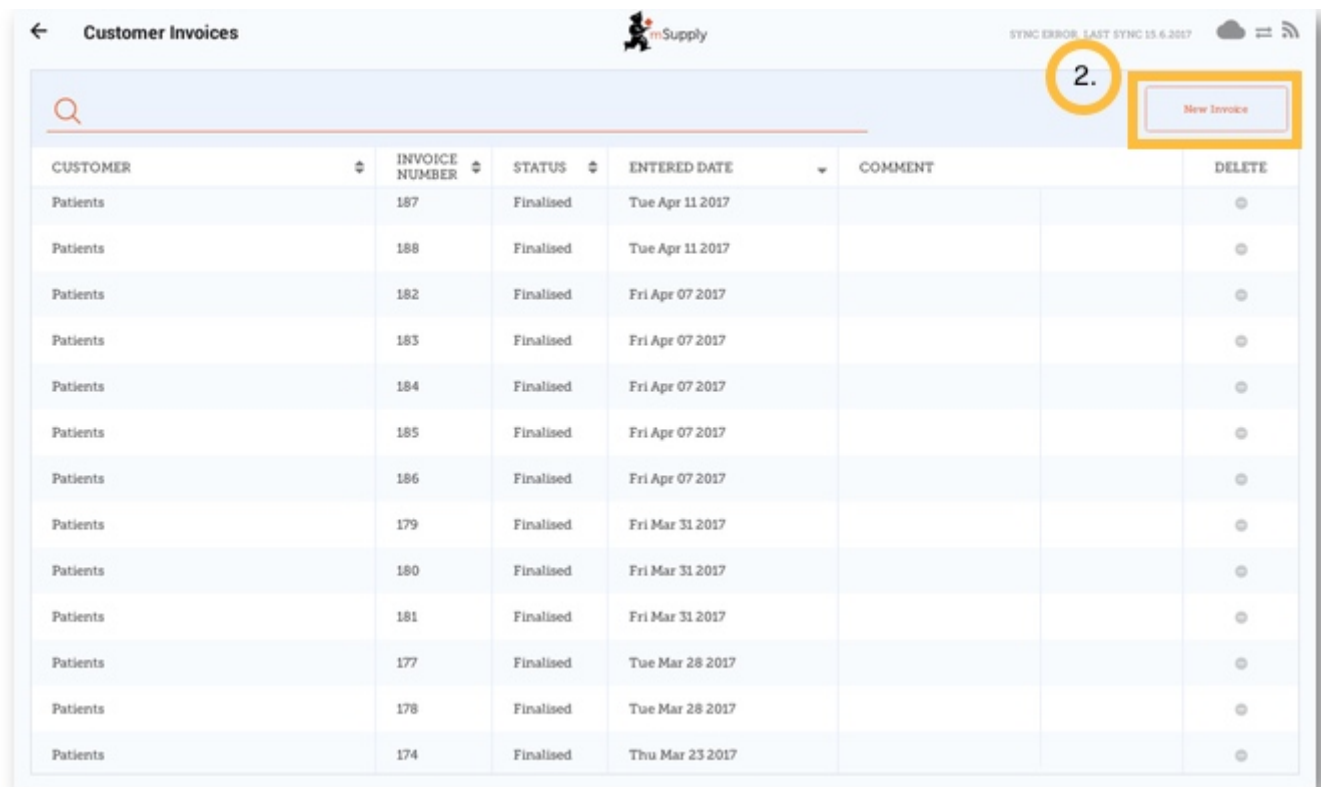 Customer Invoices
mSupply
SYNC ERROR. LAST SYNC 15.6.2017
2.
New Invoice
CUSTOMER INVOICE NUMBER STATUS ENTERED DATE COMMENT DELETE
Patients 187 Finalised Tue Apr 11 2017
Patients 188 Finalised Tue Apr 11 2017
Patients 182 Finalised Fri Apr 07 2017
Patients 183 Finalised Fri Apr 07 2017
Patients 184 Finalised Fri Apr 07 2017
Patients 185 Finalised Fri Apr 07 2017
Patients 186 Finalised Fri Apr 07 2017
Patients 179 Finalised Fri Mar 31 2017
Patients 180 Finalised Fri Mar 31 2017
Patients 181 Finalised Fri Mar 31 2017
Patients 177 Finalised Tue Mar 28 2017
Patients 178 Finalised Tue Mar 28 2017
Patients 174 Finalised Thu Mar 23 2017